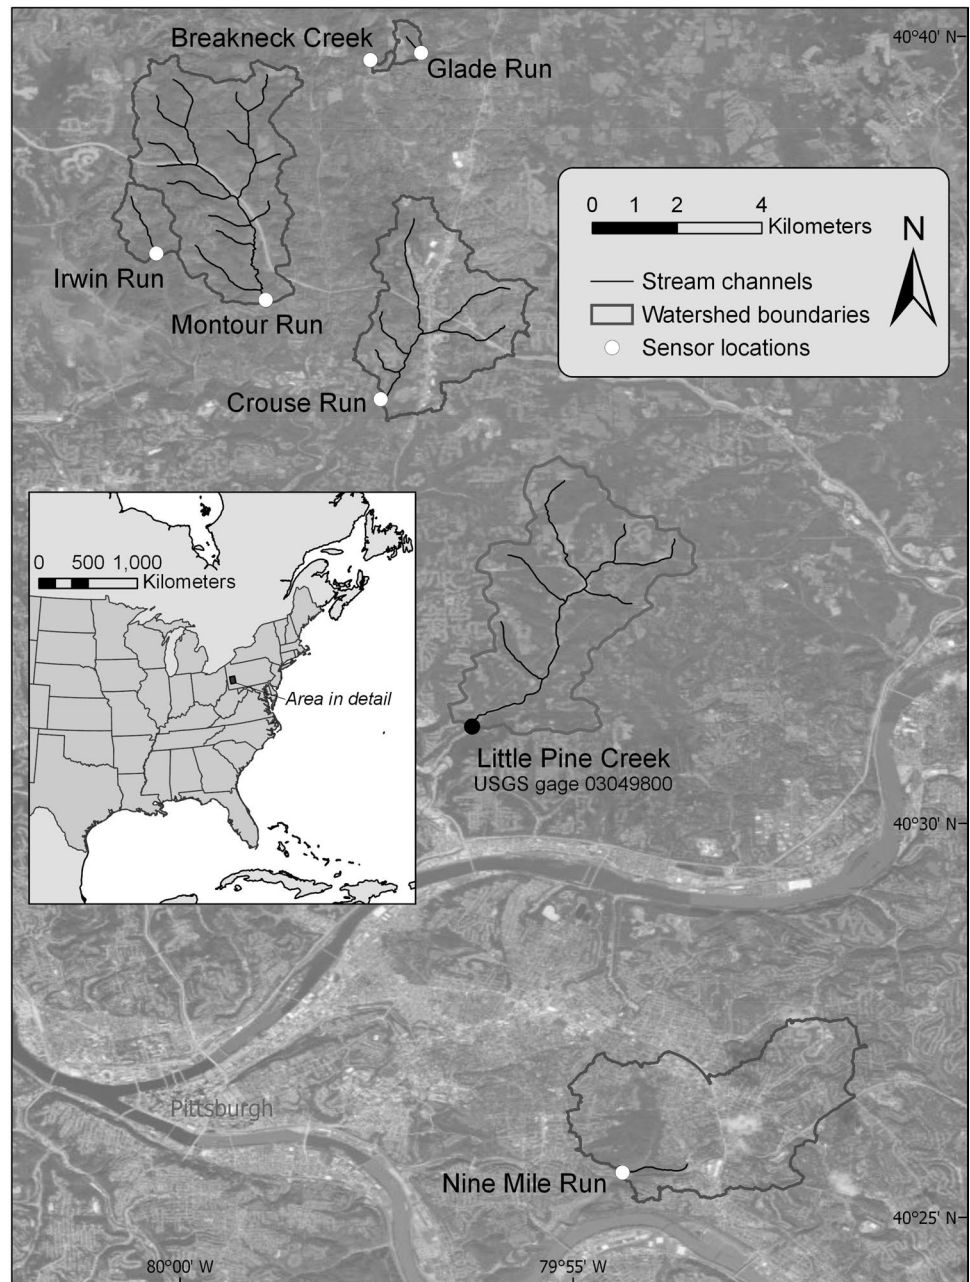 Breakneck Creek
40°40' N
Glade Run
0 1 2 4
Kilometers
N
Irwin Run
Stream channels
Montour Run
Watershed boundaries
Sensor locations
Crouse Run
0 500 1,000
Kilometers
Area in detail
Little Pine Creek
USGS gage 03049800
40°30' N
Pittsburgh
Nine Mile Run
40°25' N
80°00' W
79°55' W